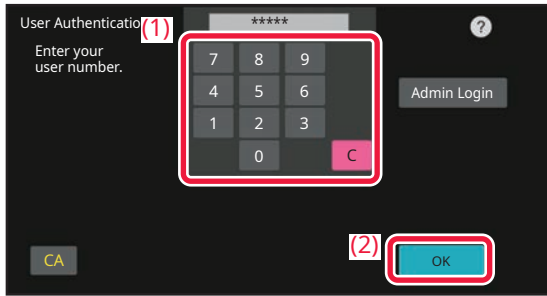 User Authentication
(1)
*****
?
Enter your
user number.
7 8 9
4 5 6
Admin Login
1 2 3
0 C
(2)
CA
OK